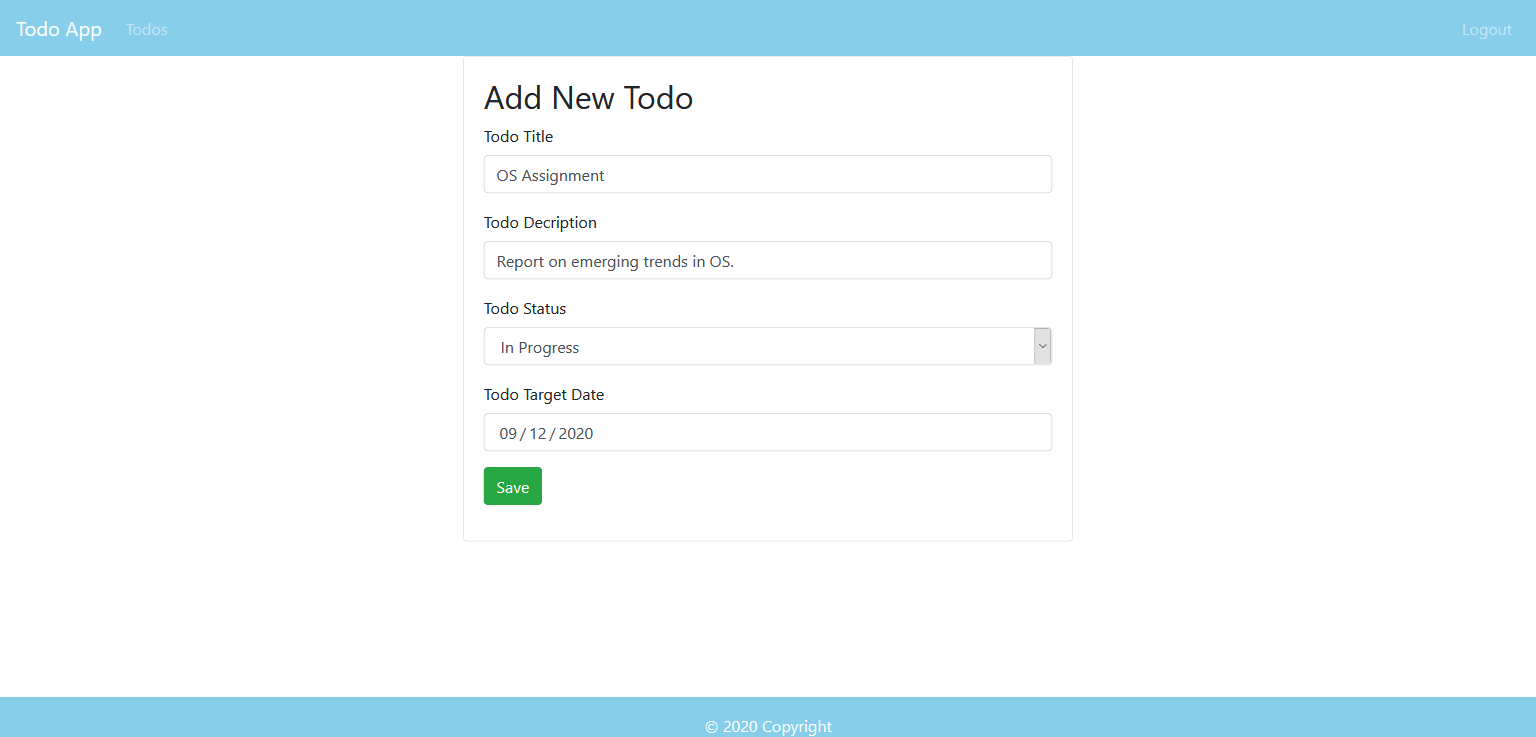 Todo App Todos Logout
Add New Todo
Todo Title
OS Assignment
Todo Decription
Report on emerging trends in OS.
Todo Status
In Progress
Todo Target Date
09 / 12 / 2020
Save
© 2020 Copyright